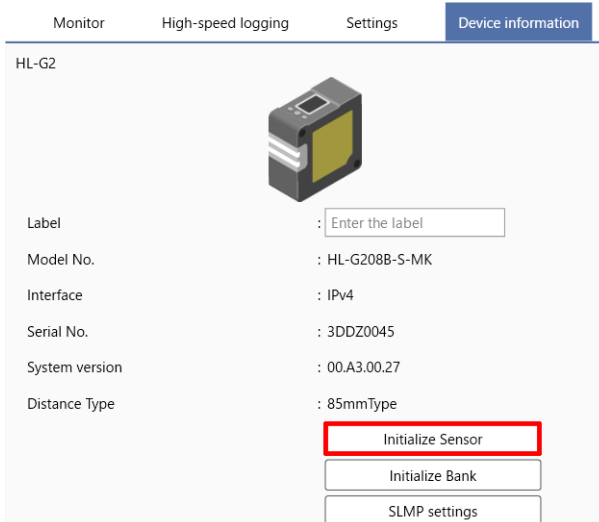 Monitor High-speed logging Settings Device information
HL-G2
Label : Enter the label
Model No. : HL-G208B-S-MK
Interface : IPv4
Serial No. : 3DDZ0045
System version : 00.A3.00.27
Distance Type : 85mmType
Initialize Sensor
Initialize Bank
SLMP settings